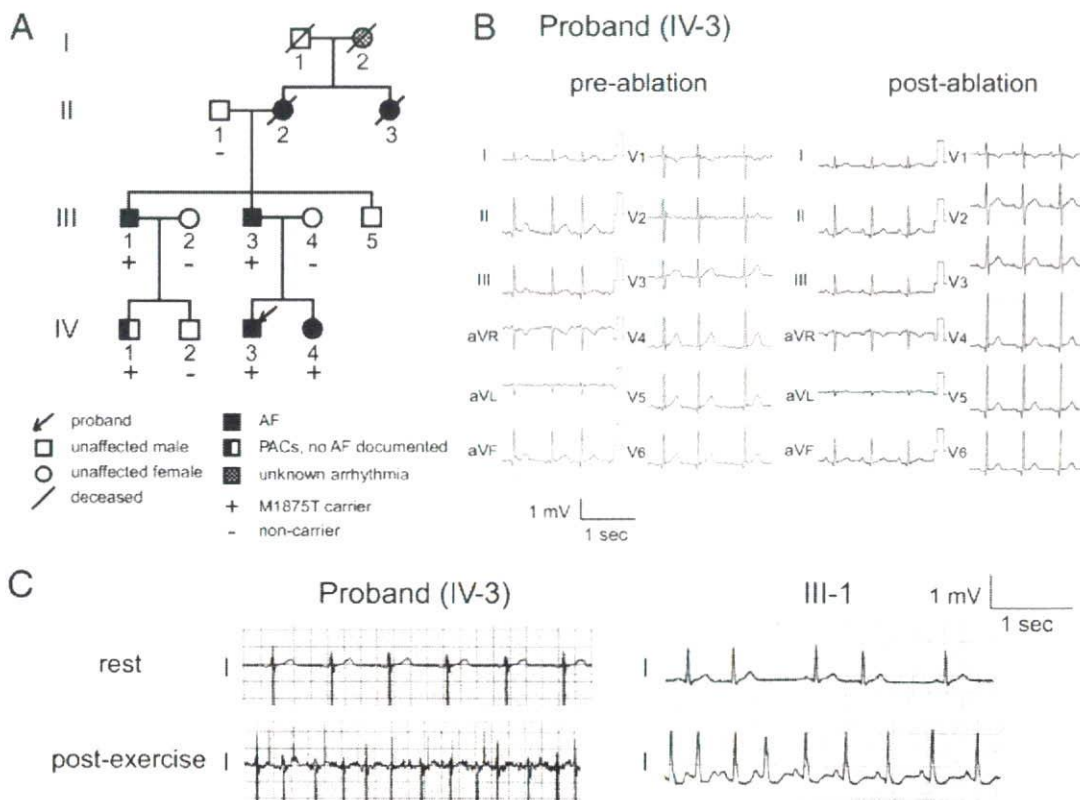 A
I
1 2
II
1 2 3
-
III
1 2 3 4 5
+ - + -
IV
1 2 3 4
+ - + +
proband
unaffected male
unaffected female
deceased
AF
PACs, no AF documented
unknown arrhythmia
+ M1875T carrier
- non-carrier
B Proband (IV-3)
pre-ablation post-ablation
I V1 I V1
II V2 II V2
III V3 III V3
aVR V4 aVR V4
aVL V5 aVL V5
aVF V6 aVF V6
1 mV
1 sec
C
Proband (IV-3) III-1 1 mV
1 sec
rest I I
post-exercise I I